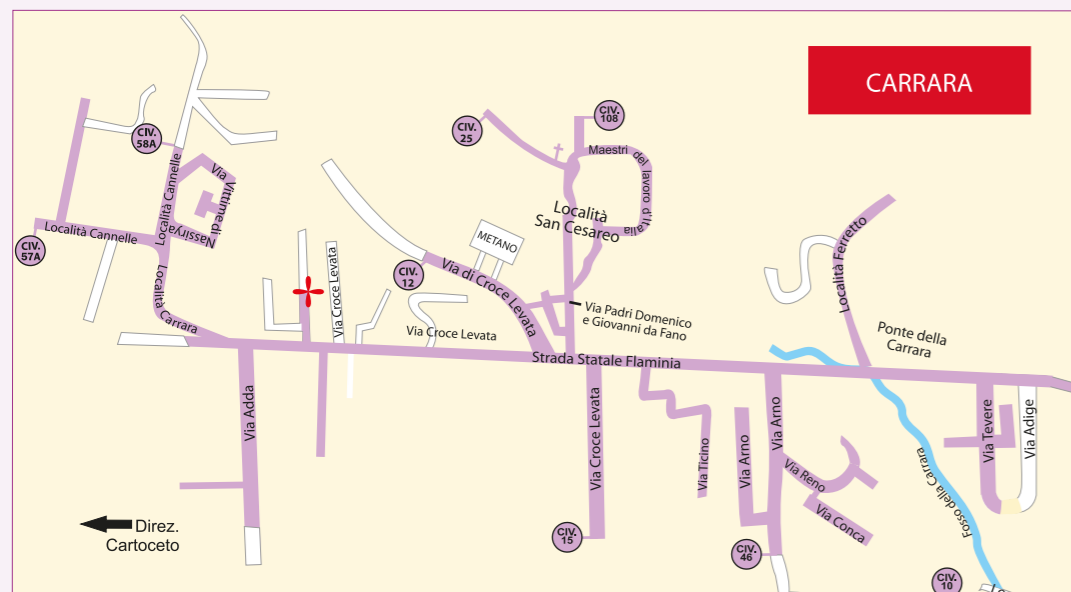 CARRARA
CIV.
58A
CIV.
25
CIV.
108
Maestri del lavoro d'Italia
Località Cannelle
Via Vittime di Nassirya
Località Cannelle
CIV.
57A
Località
San Cesareo
METANO
CIV.
12
Via di Croce Levata
Via Croce Levata
Località Carrara
Via Croce Levata
Via Padri Domenico
e Giovanni da Fano
Località Ferretto
Ponte della
Carrara
Strada Statale Flaminia
Via Adda
Via Croce Levata
Via Ticino
Via Arno
Via Arno
Via Reno
Via Conca
Fosso della Carrara
Via Tevere
Via Adige
Direz.
Cartoceto
CIV.
15
CIV.
46
CIV.
10